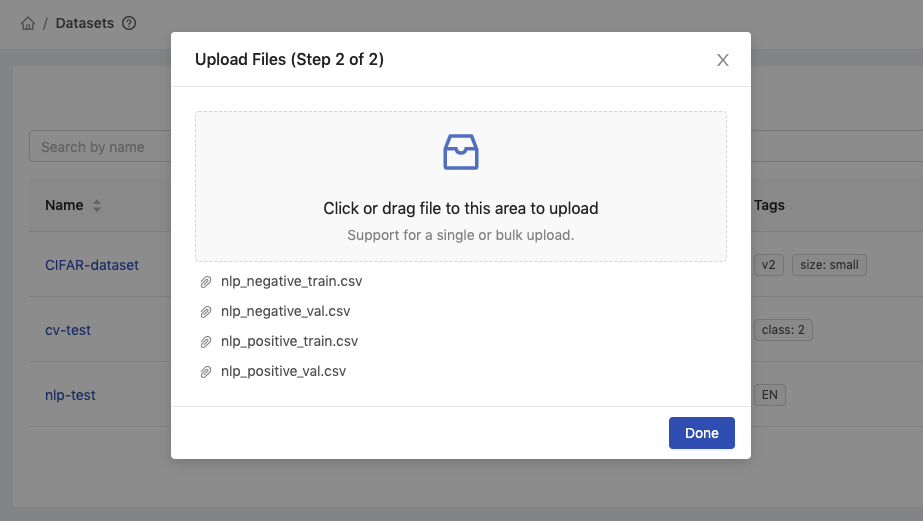 / Datasets
Upload Files (Step 2 of 2)
Search by name
Click or drag file to this area to upload
Support for a single or bulk upload.
Name
Tags
CIFAR-dataset
v2
size: small
nlp_negative_train.csv
nlp_negative_val.csv
cv-test
class: 2
nlp_positive_train.csv
nlp_positive_val.csv
nlp-test
EN
Done